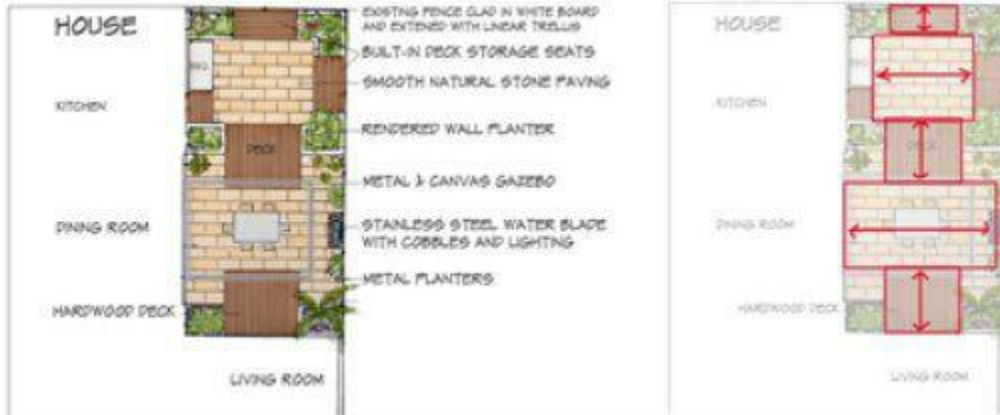 HOUSE
EXISTING FENCE CLAD IN WHITE BOARD
AND EXTENED WITH LINEAR TRELLIS
BUILT-IN DECK STORAGE SEATS
SMOOTH NATURAL STONE PAVING
KITCHEN
RENDERED WALL PLANTER
DECK
METAL & CANVAS GAZEBO
DINING ROOM
STAINLESS STEEL WATER BLADE
WITH COBBLES AND LIGHTING
METAL PLANTERS
HARDWOOD DECK
LIVING ROOM
HOUSE
KITCHEN
DECK
DINING ROOM
HARDWOOD DECK
LIVING ROOM